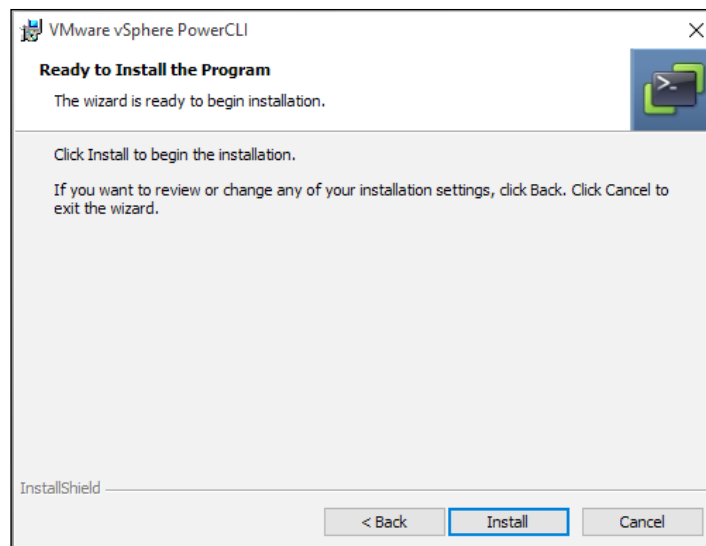 VMware vSphere PowerCLI
Ready to Install the Program
The wizard is ready to begin installation.
Click Install to begin the installation.
If you want to review or change any of your installation settings, click Back. Click Cancel to
exit the wizard.
InstallShield
< Back Install Cancel